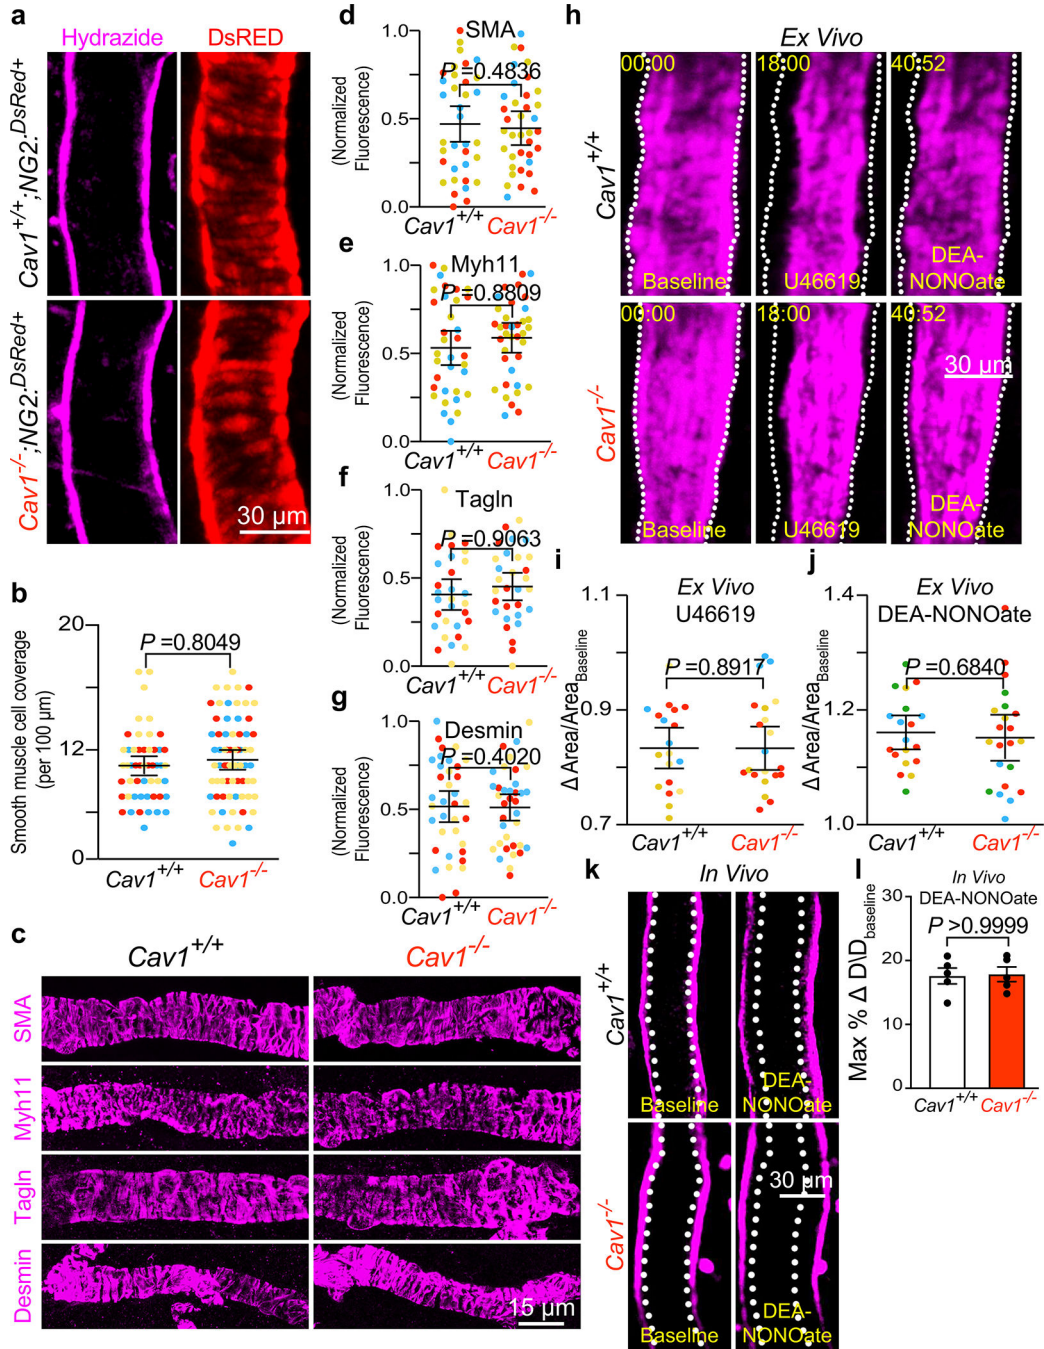 a
Hydrazide
DsRED
Cav1+/+;NG2:DsRed+
Cav1-/-;NG2:DsRed+
30 µm
b
Smooth muscle cell coverage
(per 100 µm)
20
12
0
P =0.8049
Cav1+/+
Cav1-/-
c
Cav1+/+
Cav1-/-
SMA
Myh11
Tagln
Desmin
15 µm
d
SMA
P =0.4836
(Normalized
Fluorescence)
1.0
0.5
0.0
Cav1+/+
Cav1-/-
e
Myh11
P =0.8809
(Normalized
Fluorescence)
1.0
0.5
0.0
Cav1+/+
Cav1-/-
f
Tagln
P =0.9063
(Normalized
Fluorescence)
1.0
0.5
0.0
Cav1+/+
Cav1-/-
g
Desmin
P =0.4020
(Normalized
Fluorescence)
1.0
0.5
0.0
Cav1+/+
Cav1-/-
h
Ex Vivo
Cav1+/+
00:00
18:00
40:52
Baseline
U46619
DEA-
NONOate
Cav1-/-
00:00
18:00
40:52
30 µm
Baseline
U46619
DEA-
NONOate
i
Ex Vivo
U46619
P =0.8917
Δ Area/AreaBaseline
1.1
0.9
0.7
Cav1+/+
Cav1-/-
j
Ex Vivo
DEA-NONOate
P =0.6840
Δ Area/AreaBaseline
1.4
1.2
1.0
Cav1+/+
Cav1-/-
k
In Vivo
Cav1+/+
Baseline
DEA-
NONOate
Cav1-/-
30 µm
Baseline
DEA-
NONOate
l
In Vivo
DEA-NONOate
P >0.9999
Max % Δ D\Dbaseline
30
20
10
0
Cav1+/+
Cav1-/-